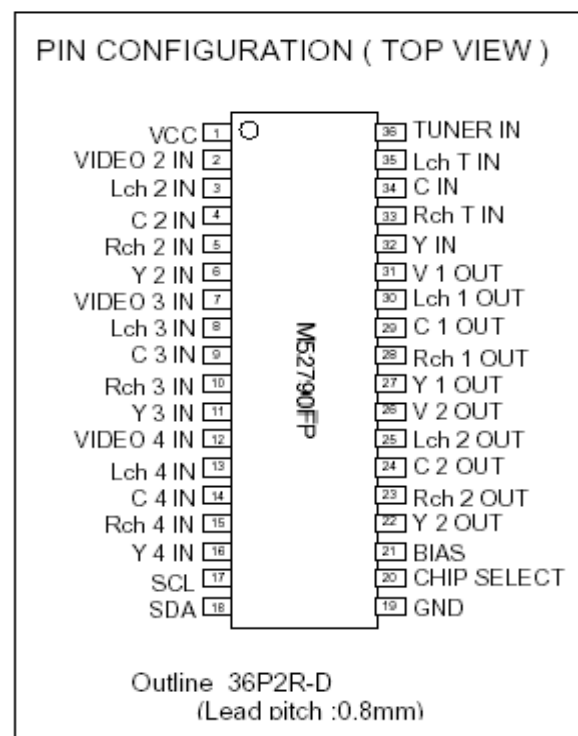 PIN CONFIGURATION ( TOP VIEW )
VCC 1
VIDEO 2 IN 2
Lch 2 IN 3
C 2 IN 4
Rch 2 IN 5
Y 2 IN 6
VIDEO 3 IN 7
Lch 3 IN 8
C 3 IN 9
Rch 3 IN 10
Y 3 IN 11
VIDEO 4 IN 12
Lch 4 IN 13
C 4 IN 14
Rch 4 IN 15
Y 4 IN 16
SCL 17
SDA 18
M52790FP
36 TUNER IN
35 Lch T IN
34 C IN
33 Rch T IN
32 Y IN
31 V 1 OUT
30 Lch 1 OUT
29 C 1 OUT
28 Rch 1 OUT
27 Y 1 OUT
26 V 2 OUT
25 Lch 2 OUT
24 C 2 OUT
23 Rch 2 OUT
22 Y 2 OUT
21 BIAS
20 CHIP SELECT
19 GND
Outline 36P2R-D
(Lead pitch :0.8mm)